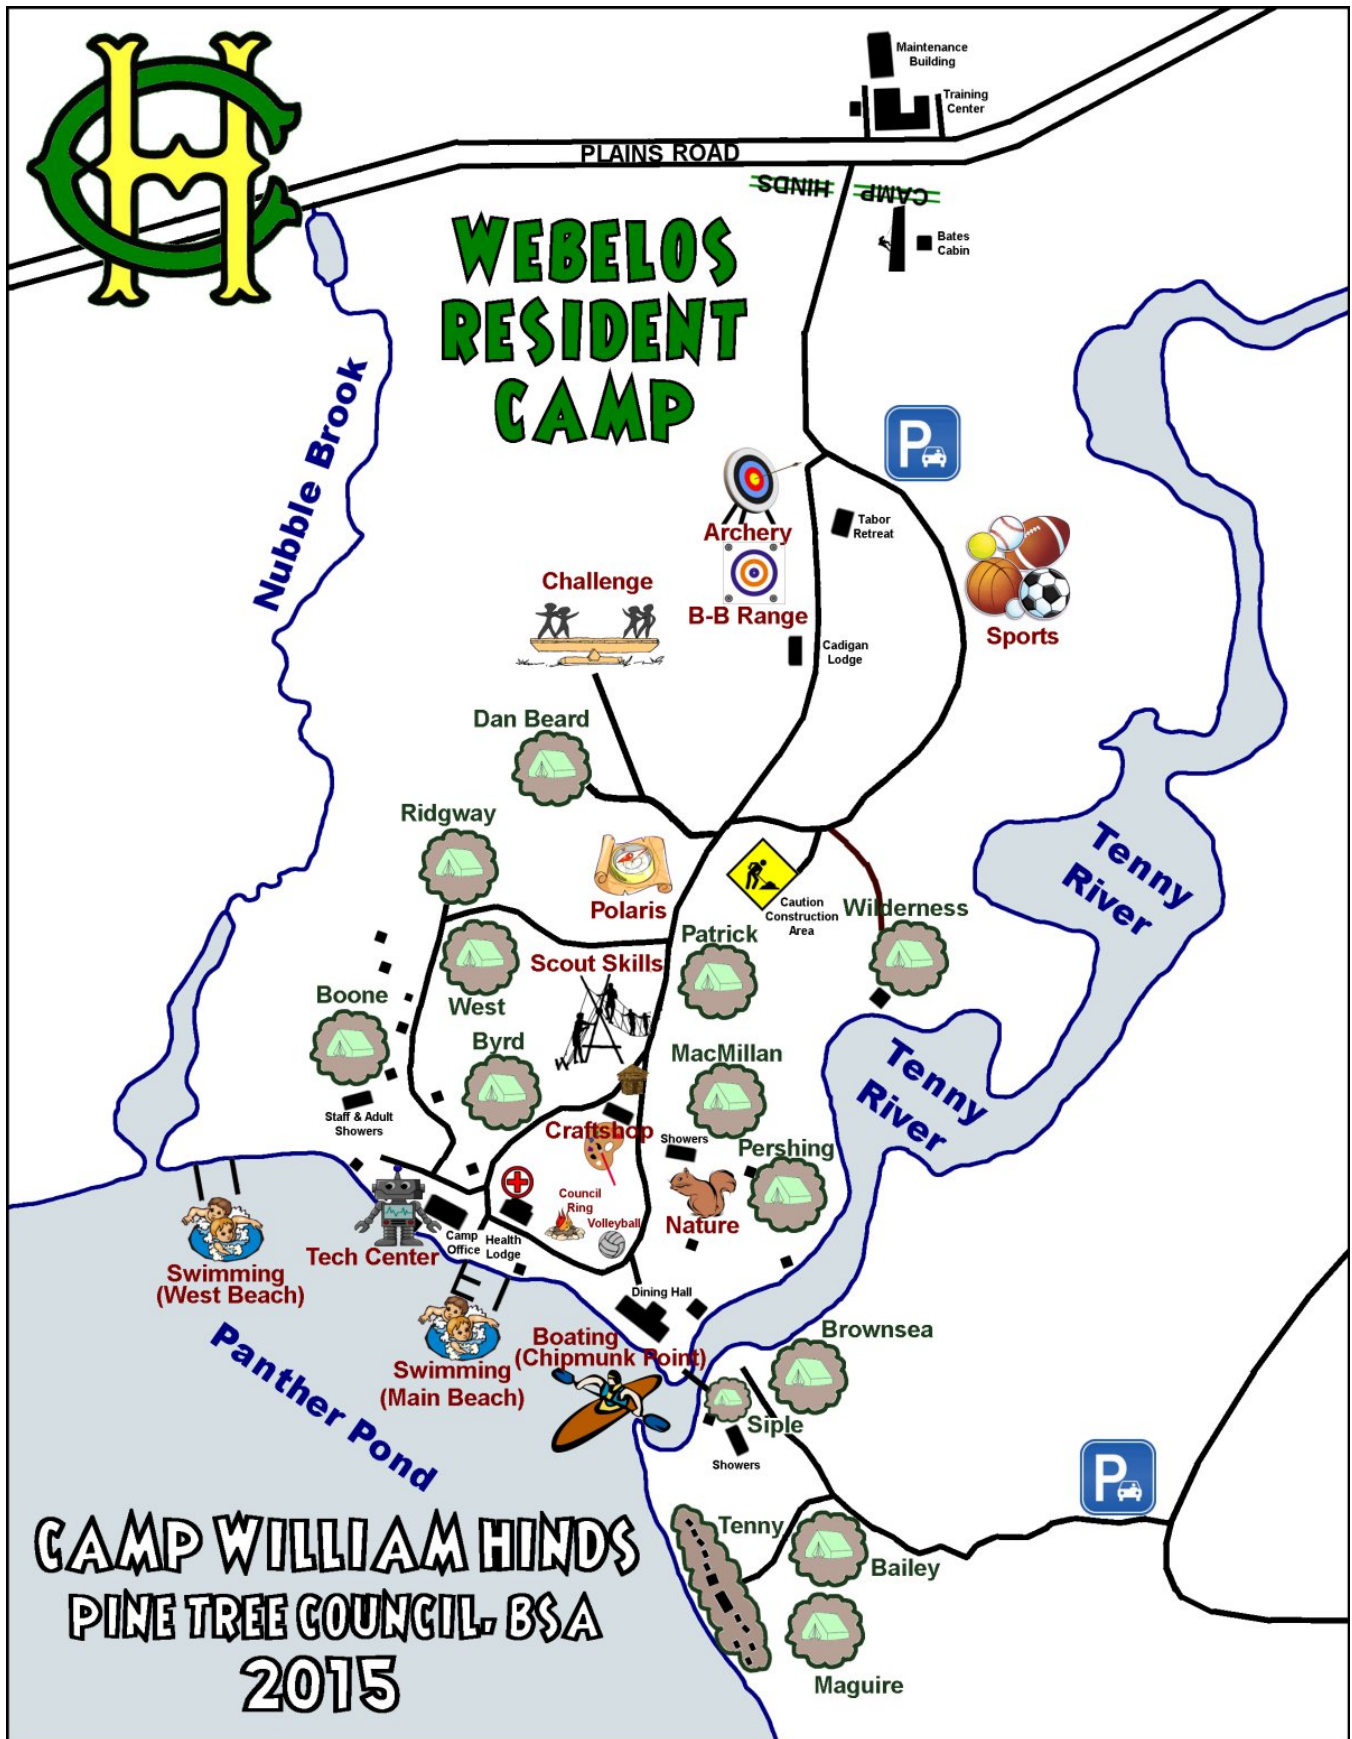 CH
Maintenance
Building
Training
Center
PLAINS ROAD
CAMP HINDS
Bates
Cabin
WEBELOS
RESIDENT
CAMP
Nubble Brook
P
Archery
Tabor
Retreat
B-B Range
Challenge
Cadigan
Lodge
Sports
Dan Beard
Ridgway
Tenny
River
Polaris
Caution
Construction
Area
Wilderness
Patrick
Scout Skills
West
Boone
Byrd
MacMillan
Tenny
River
Staff & Adult
Showers
Craftshop
Showers
Pershing
Council
Ring
Volleyball
Nature
Camp
Office
Health
Lodge
Tech Center
Swimming
(West Beach)
Dining Hall
Brownsea
Boating
(Chipmunk Point)
Swimming
(Main Beach)
Panther Pond
Siple
Showers
P
Tenny
Bailey
Maguire
CAMP WILLIAM HINDS
PINE TREE COUNCIL, BSA
2015